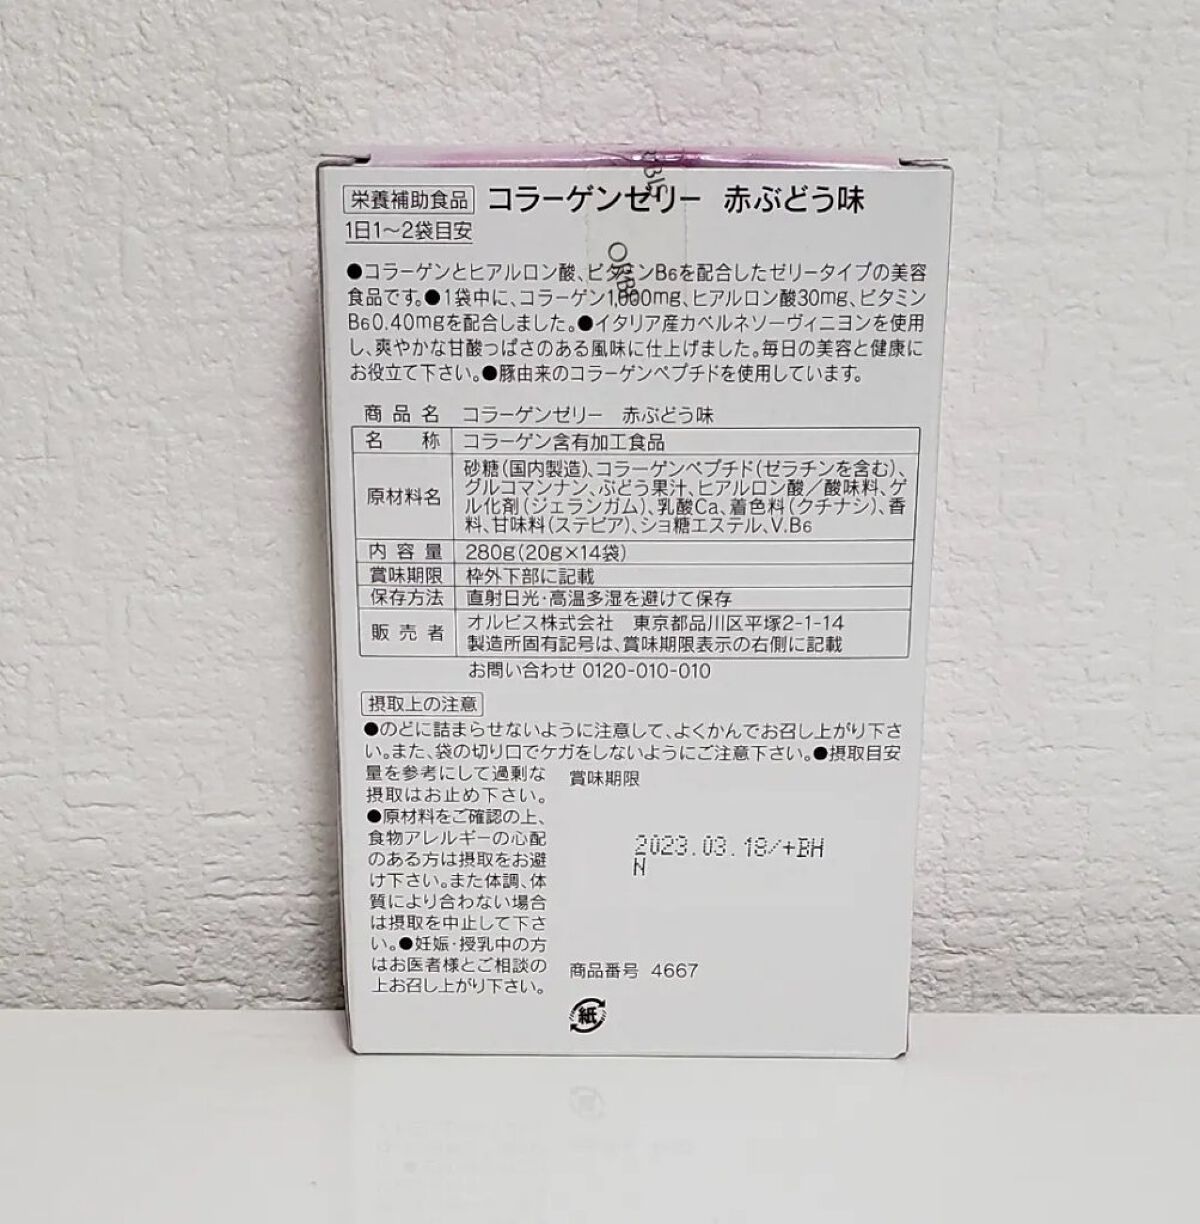 栄養補助食品 コラーゲンゼリー 赤ぶどう味
1日1〜2袋目安
ORBIS
●コラーゲンとヒアルロン酸、ビタミンB6を配合したゼリータイプの美容
食品です。●1袋中に、コラーゲン1,000mg、ヒアルロン酸30mg、ビタミン
B6 0.40mgを配合しました。●イタリア産カベルネソーヴィニヨンを使用
し、爽やかな甘酸っぱさのある風味に仕上げました。毎日の美容と健康に
お役立て下さい。●豚由来のコラーゲンペプチドを使用しています。
商品名 コラーゲンゼリー 赤ぶどう味
名称 コラーゲン含有加工食品
原材料名 砂糖(国内製造)、コラーゲンペプチド(ゼラチンを含む)、
グルコマンナン、ぶどう果汁、ヒアルロン酸/酸味料、ゲ
ル化剤(ジェランガム)、乳酸Ca、着色料(クチナシ)、香
料、甘味料(ステビア)、ショ糖エステル、V.B6
内容量 280g(20g×14袋)
賞味期限 枠外下部に記載
保存方法 直射日光・高温多湿を避けて保存
販売者 オルビス株式会社 東京都品川区平塚2-1-14
製造所固有記号は、賞味期限表示の右側に記載
お問い合わせ 0120-010-010
摂取上の注意
●のどに詰まらせないように注意して、よくかんでお召し上がり下さ
い。また、袋の切り口でケガをしないようにご注意下さい。●摂取目安
量を参考にして過剰な
摂取はお止め下さい。
●原材料をご確認の上、
食物アレルギーの心配
のある方は摂取をお避
け下さい。また体調、体
質により合わない場合
は摂取を中止して下さ
い。●妊娠・授乳中の方
はお医者様とご相談の
上お召し上がり下さい。
賞味期限
2023.03.18/+BH
N
商品番号 4667
紙